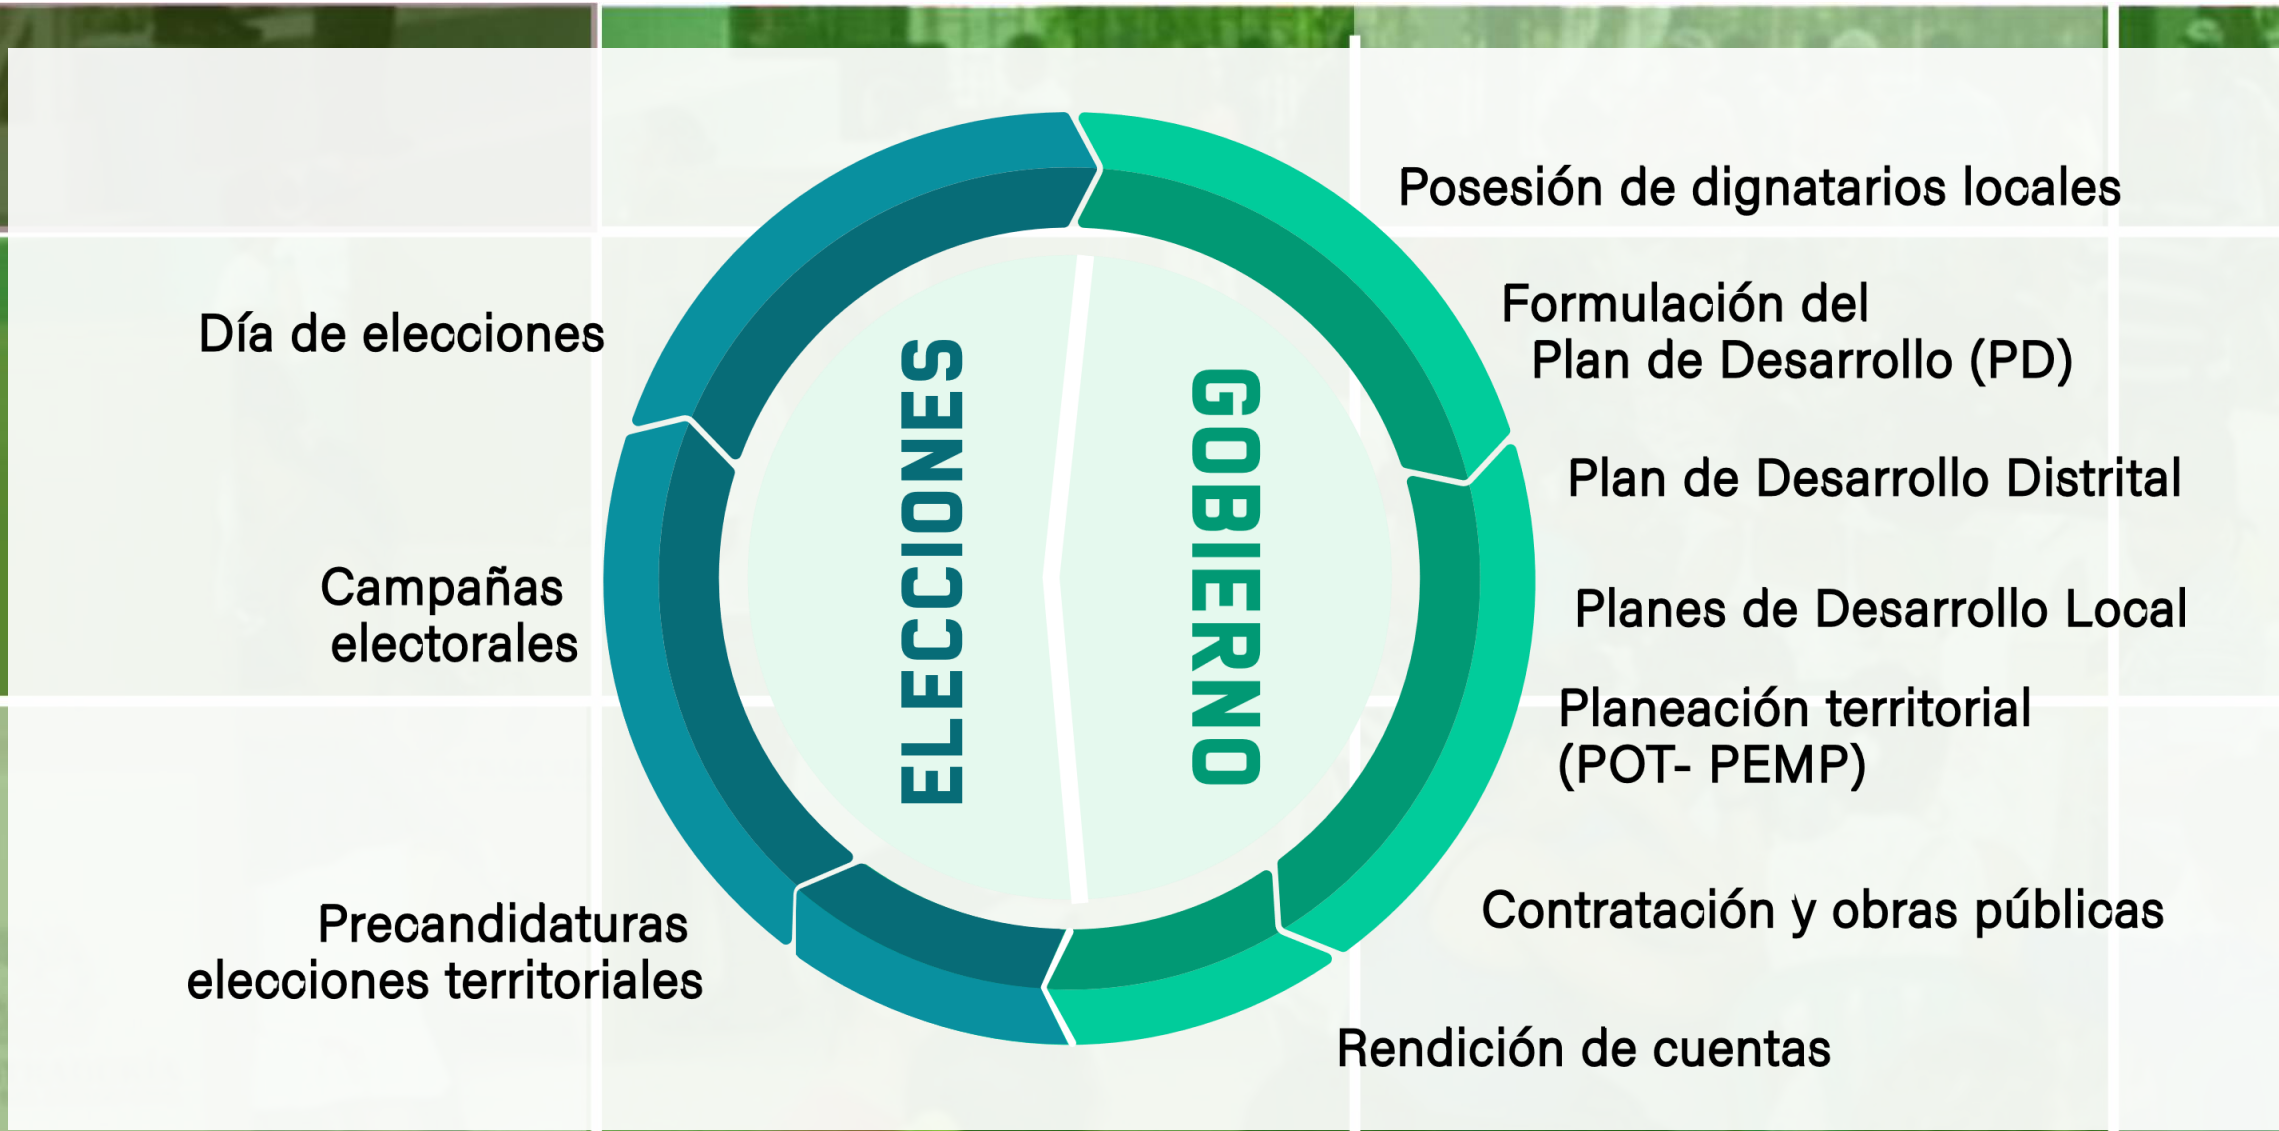 Posesión de dignatarios locales
Formulación del
Plan de Desarrollo (PD)
Plan de Desarrollo Distrital
Planes de Desarrollo Local
Planeación territorial
(POT- PEMP)
Contratación y obras públicas
Rendición de cuentas
Precandidaturas
elecciones territoriales
Campañas
electorales
Día de elecciones
ELECCIONES
GOBIERNO